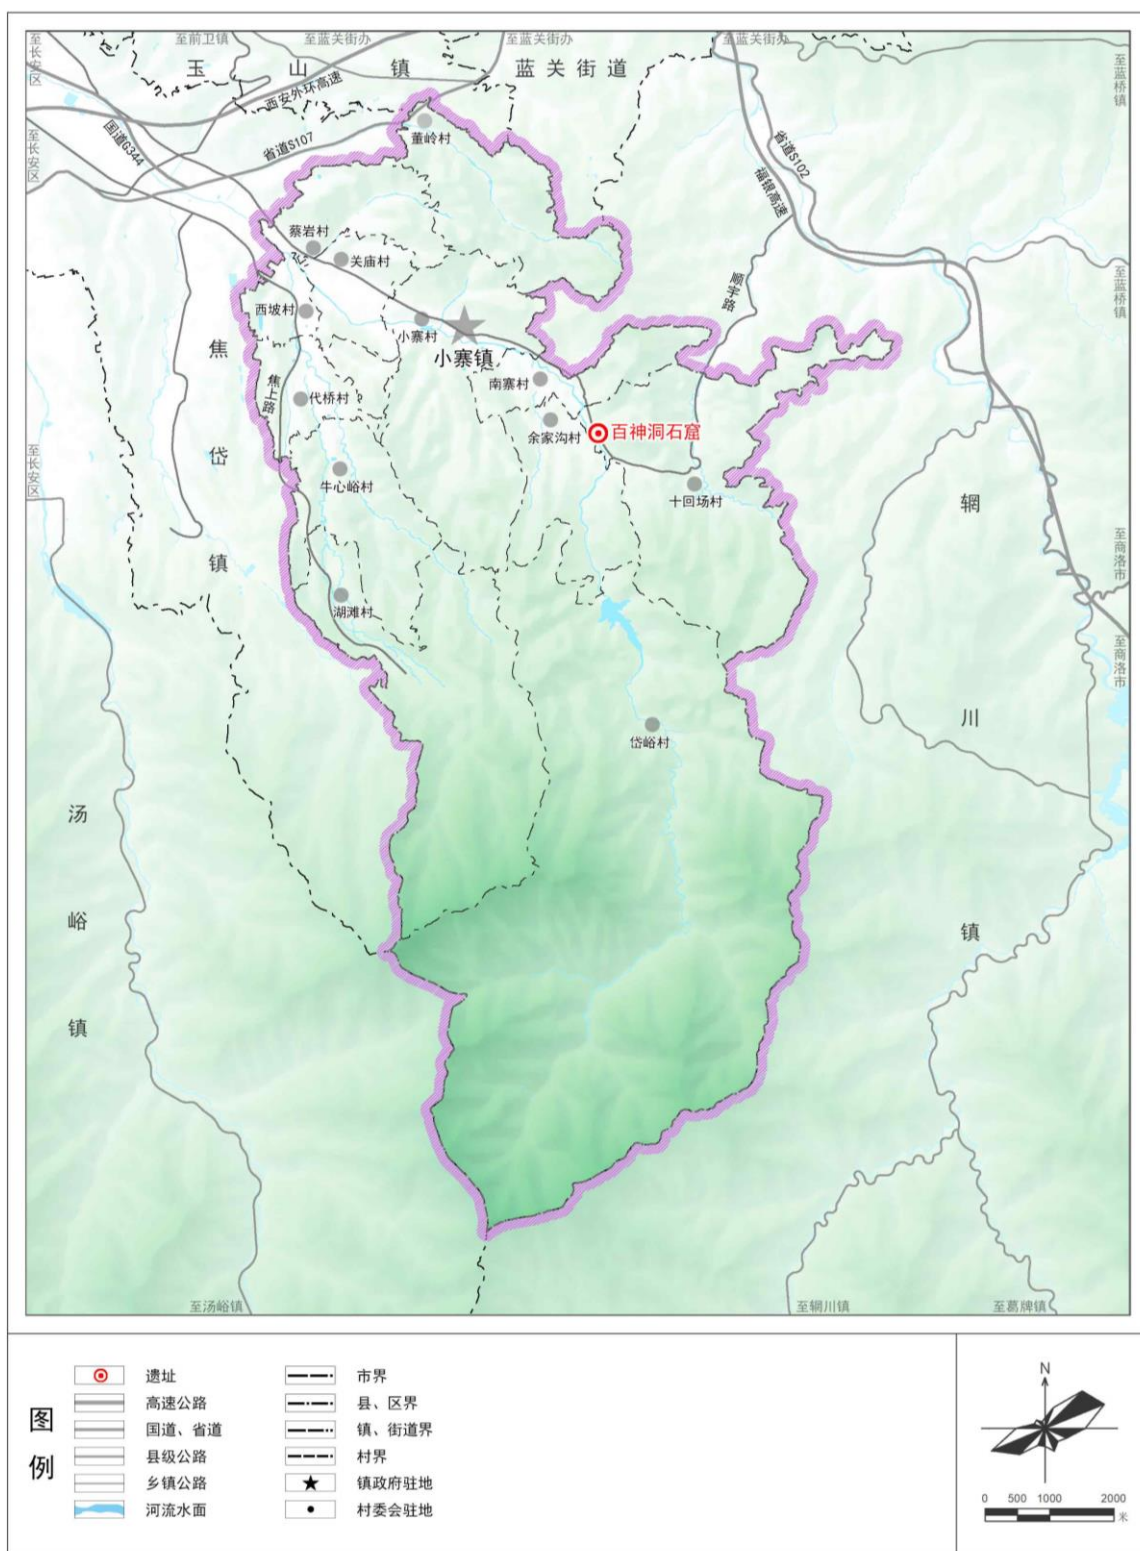 至长安区
至前卫镇
至蓝关街办
至蓝关街办
至蓝关街办
至蓝桥镇
玉山镇
蓝关街道
西安外环高速
国道G344
省道S107
董岭村
省道S102
福银高速
至长安区
蔡岩村
关庙村
顺宇路
至蓝桥镇
西坡村
小寨村
小寨镇
焦岱镇
焦上路
代桥村
南寨村
余家沟村
百神洞石窟
至长安区
牛心峪村
十回场村
辋川镇
至商洛市
湖滩村
至商洛市
岱峪村
汤峪镇
至汤峪镇
至辋川镇
至葛牌镇
图例
遗址
高速公路
国道、省道
县级公路
乡镇公路
河流水面
市界
县、区界
镇、街道界
村界
镇政府驻地
村委会驻地
N
0 500 1000 2000
米